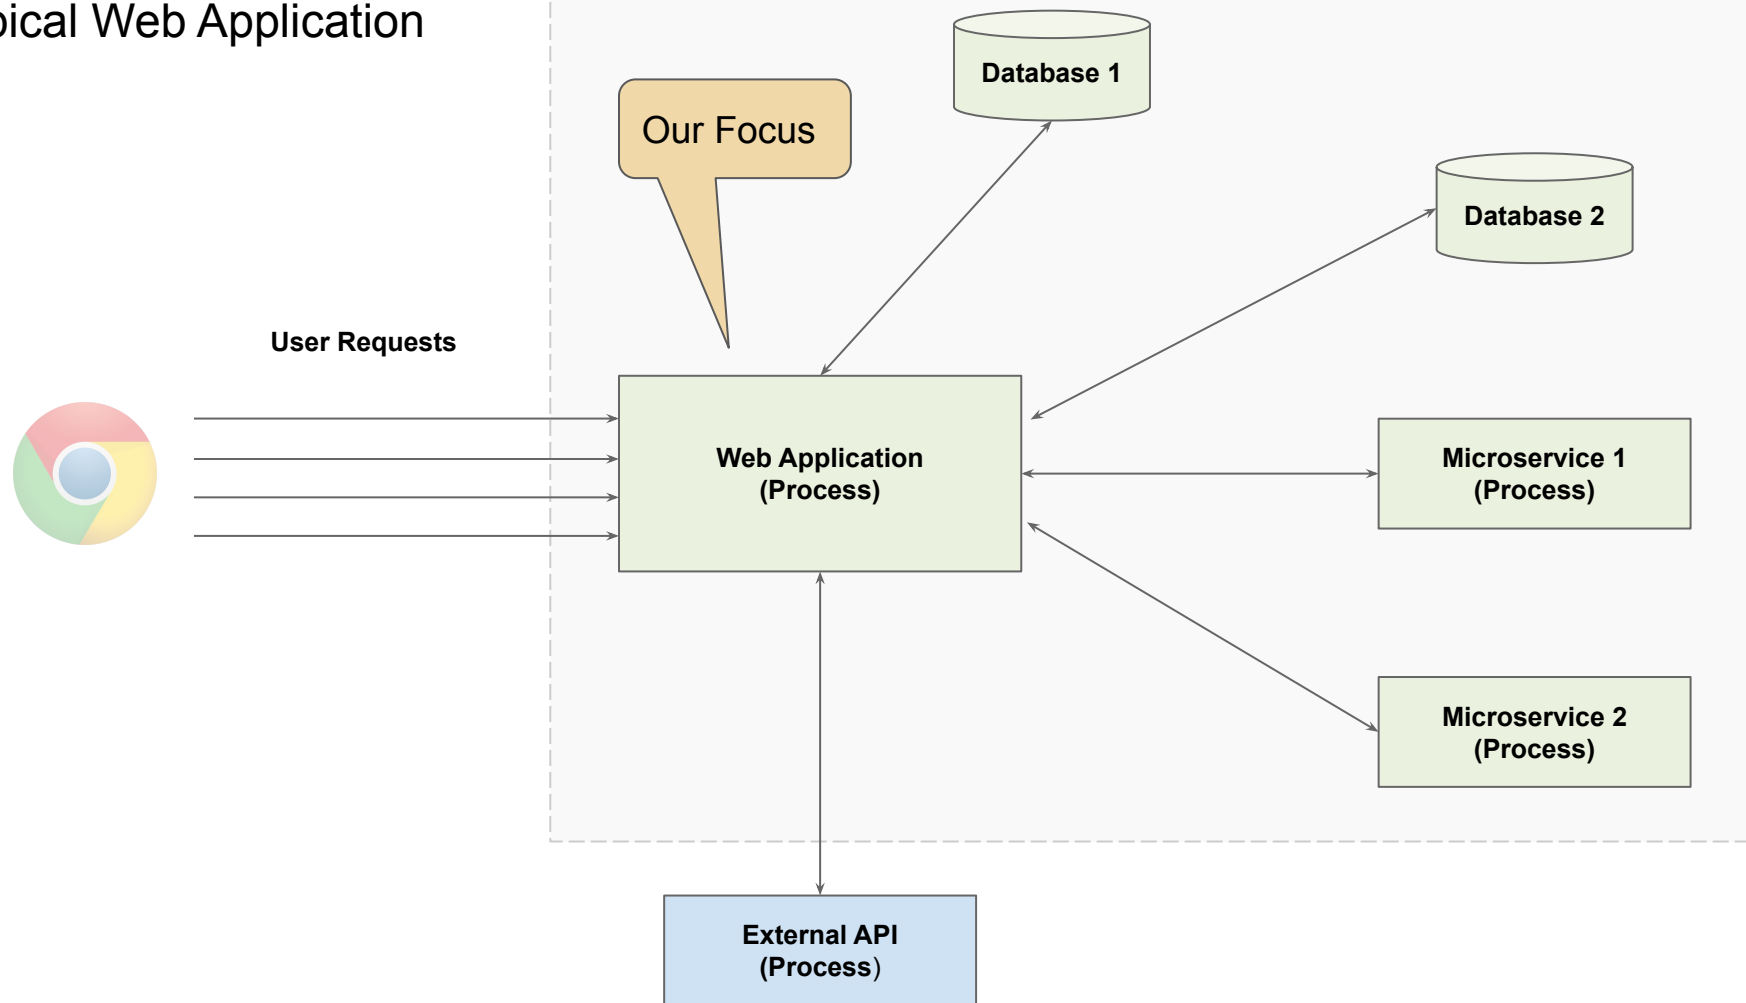 Web Application
Database 1
Our Focus
Database 2
User Requests
Web Application
(Process)
Microservice 1
(Process)
Microservice 2
(Process)
External API
(Process)